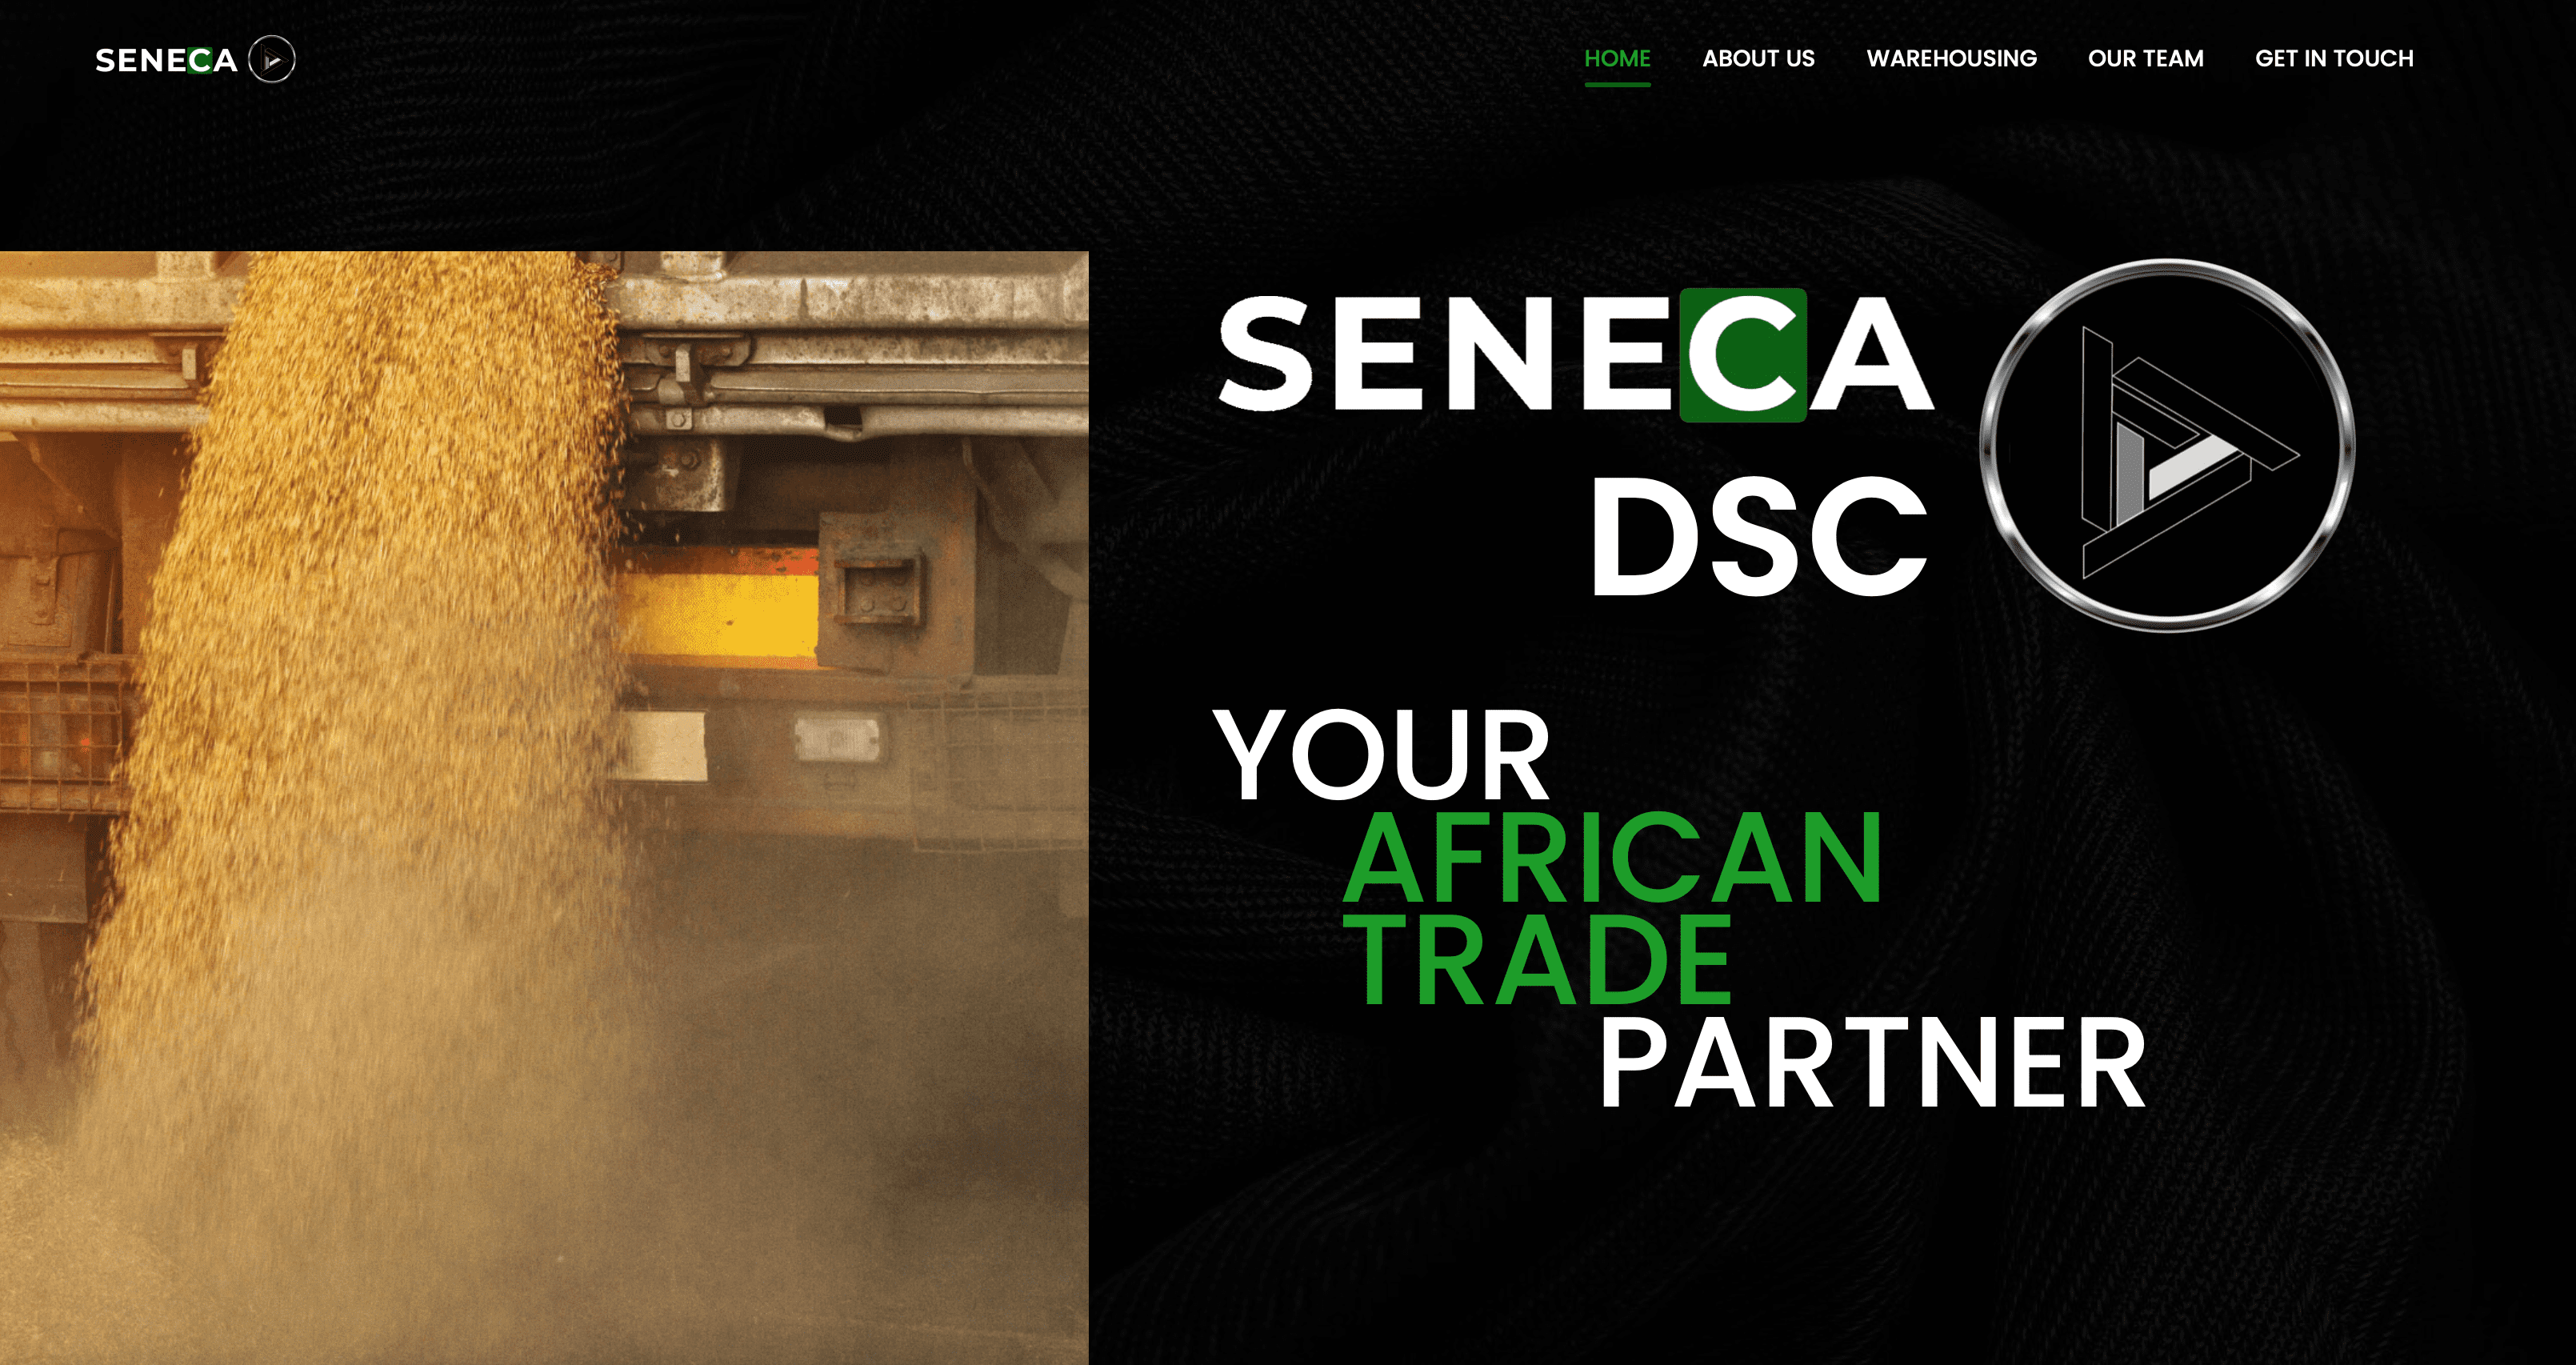 SENECA
HOME ABOUT US WAREHOUSING OUR TEAM GET IN TOUCH
SENECA
DSC
YOUR
AFRICAN
TRADE
PARTNER